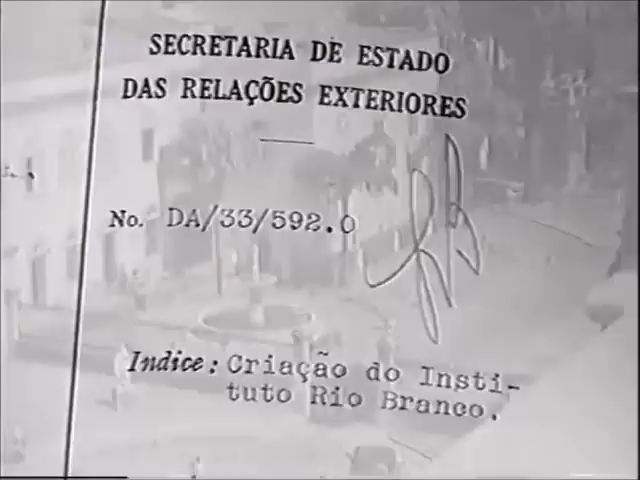 SECRETARIA DE ESTADO
DAS RELAÇÕES EXTERIORES
No. DA/33/592.0
Indice: Criação do Insti-
tuto Rio Branco.